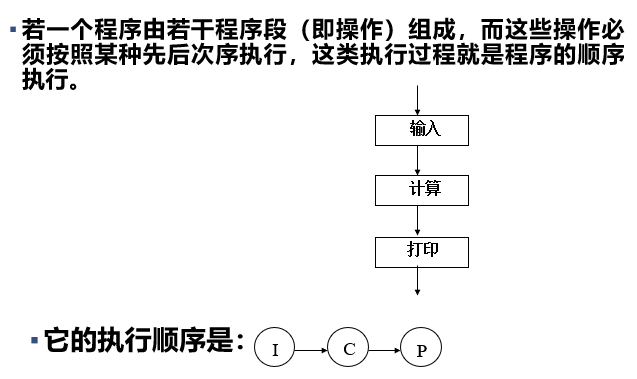 ▪若一个程序由若干程序段（即操作）组成，而这些操作必
须按照某种先后次序执行，这类执行过程就是程序的顺序
执行。
输入
计算
打印
▪它的执行顺序是：
I C P